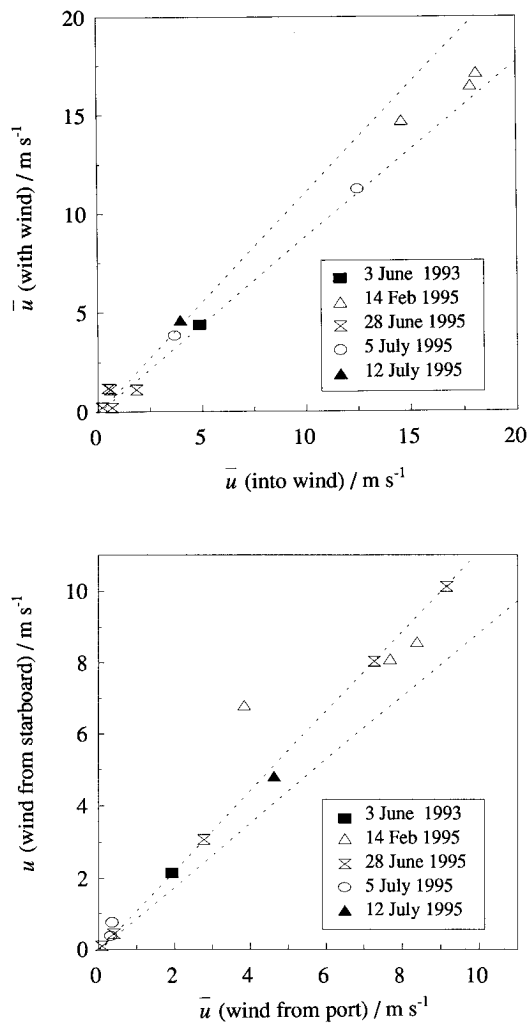 20
15
10
5
0
u̅ (with wind) / m s⁻¹
■ 3 June 1993
△ 14 Feb 1995
⧖ 28 June 1995
○ 5 July 1995
▲ 12 July 1995
0 5 10 15 20
u̅ (into wind) / m s⁻¹
10
8
6
4
2
0
u (wind from starboard) / m s⁻¹
■ 3 June 1993
△ 14 Feb 1995
⧖ 28 June 1995
○ 5 July 1995
▲ 12 July 1995
0 2 4 6 8 10
u̅ (wind from port) / m s⁻¹